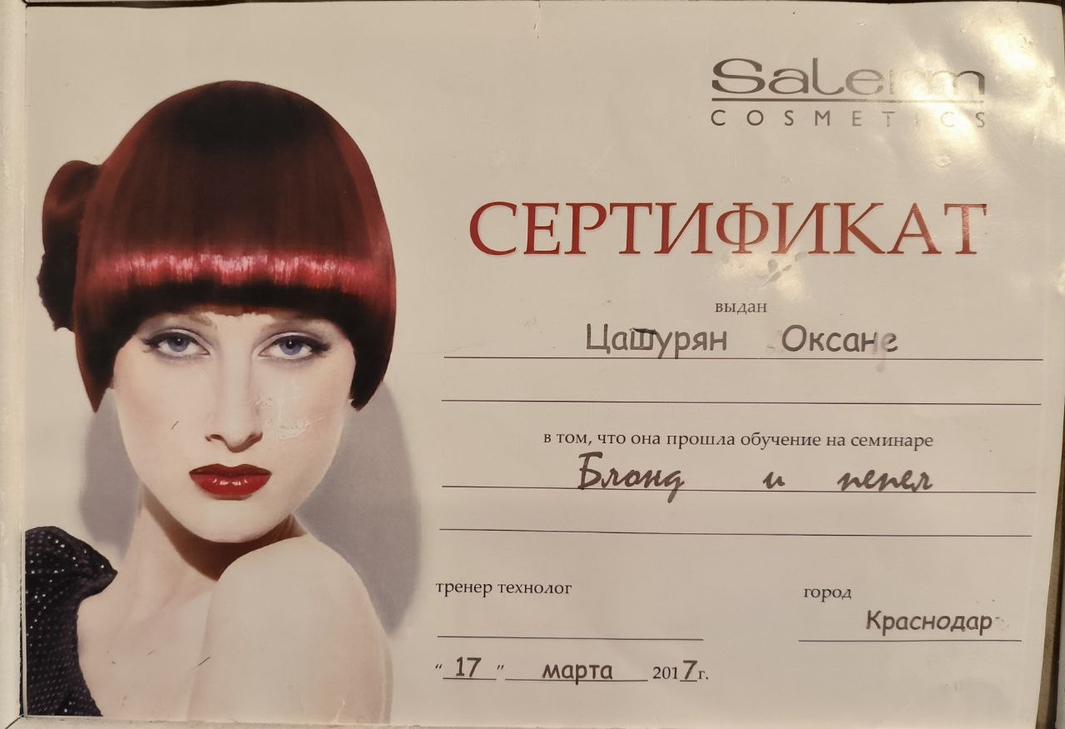 Salerm
COSMETICS
СЕРТИФИКАТ
выдан
Цашурян Оксане
в том, что она прошла обучение на семинаре
Блонд и пепел
тренер технолог
город
Краснодар
“ 17 ” марта 2017г.